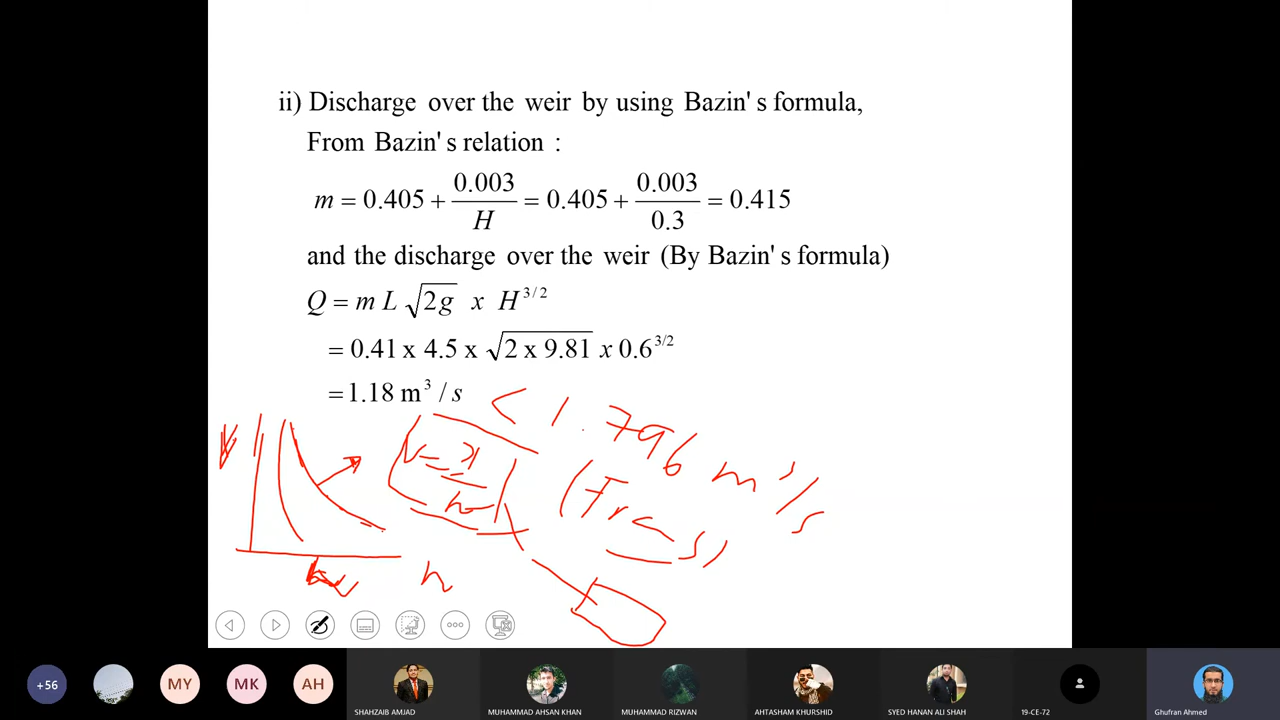 ii) Discharge over the weir by using Bazin's formula,
From Bazin's relation :
m = 0.405 + 0.003/H = 0.405 + 0.003/0.3 = 0.415
and the discharge over the weir (By Bazin's formula)
Q = m L √2g x H^3/2
= 0.41 x 4.5 x √2 x 9.81 x 0.6^3/2
= 1.18 m³ / s
< 1.796 m³/s
h
+56
MY
MK
AH
SHAHZAIB AMJAD
MUHAMMAD AHSAN KHAN
MUHAMMAD RIZWAN
AHTASHAM KHURSHID
SYED HANAN ALI SHAH
19-CE-72
Ghufran Ahmed